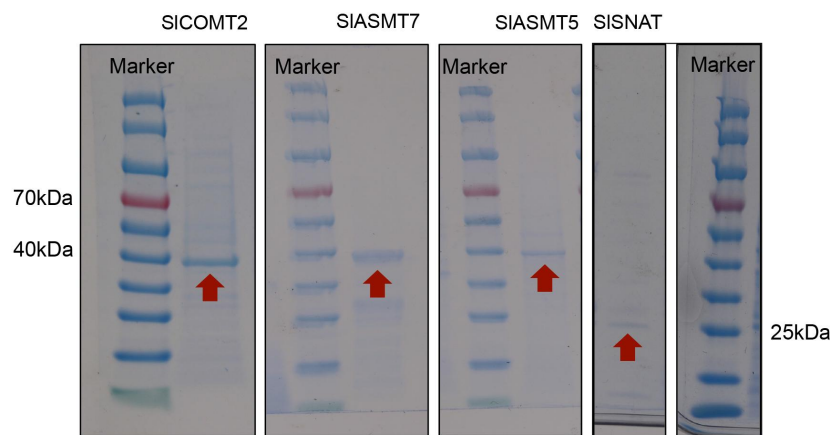 SlCOMT2 SlASMT7 SlASMT5 SlSNAT
Marker Marker Marker Marker
70kDa
40kDa
25kDa